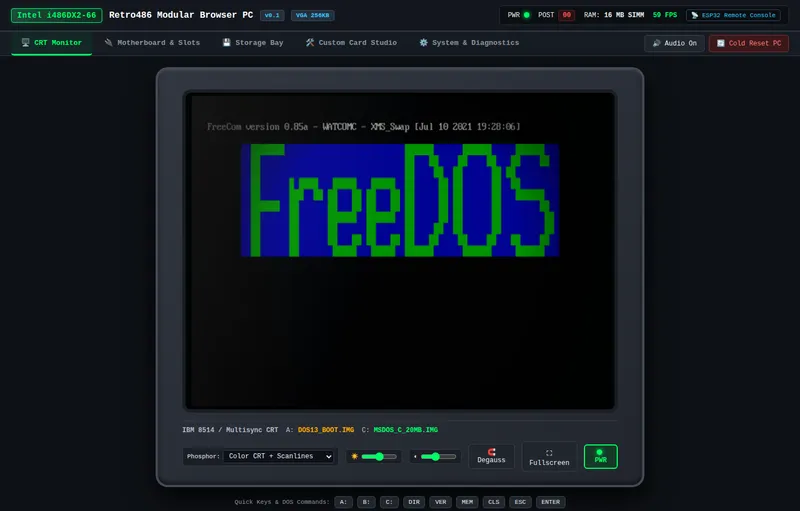 Intel i486DX2-66 Retro486 Modular Browser PC v0.1 VGA 256KB PWR POST 00 RAM: 16 MB SIMM 59 FPS ESP32 Remote Console
CRT Monitor Motherboard & Slots Storage Bay Custom Card Studio System & Diagnostics Audio On Cold Reset PC
FreeCom version 0.85a - WATCOMC - XMS_Swap [Jul 10 2021 19:28:06]
FreeDOS
IBM 8514 / Multisync CRT A: DOS13_BOOT.IMG C: MSDOS_C_20MB.IMG
Phosphor: Color CRT + Scanlines Degauss Fullscreen PWR
Quick Keys & DOS Commands: A: B: C: DIR VER MEM CLS ESC ENTER